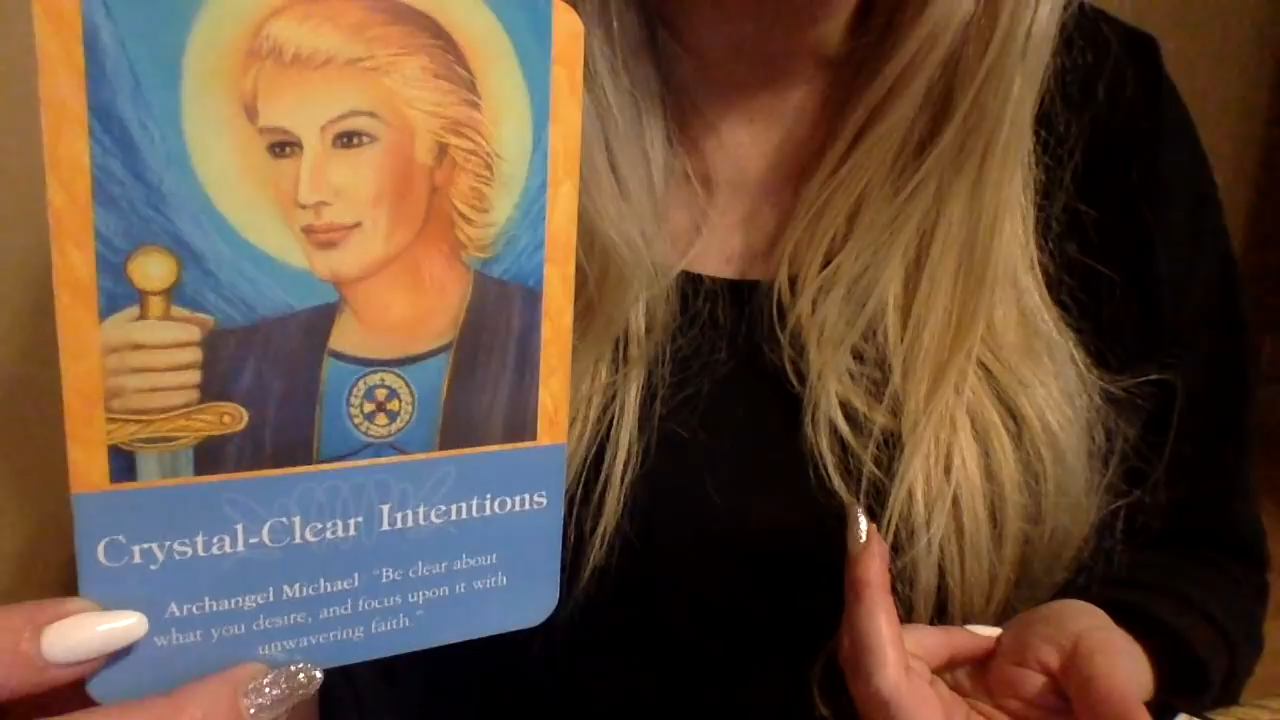 Crystal-Clear Intentions
Archangel Michael "Be clear about
what you desire, and focus upon it with
unwavering faith."